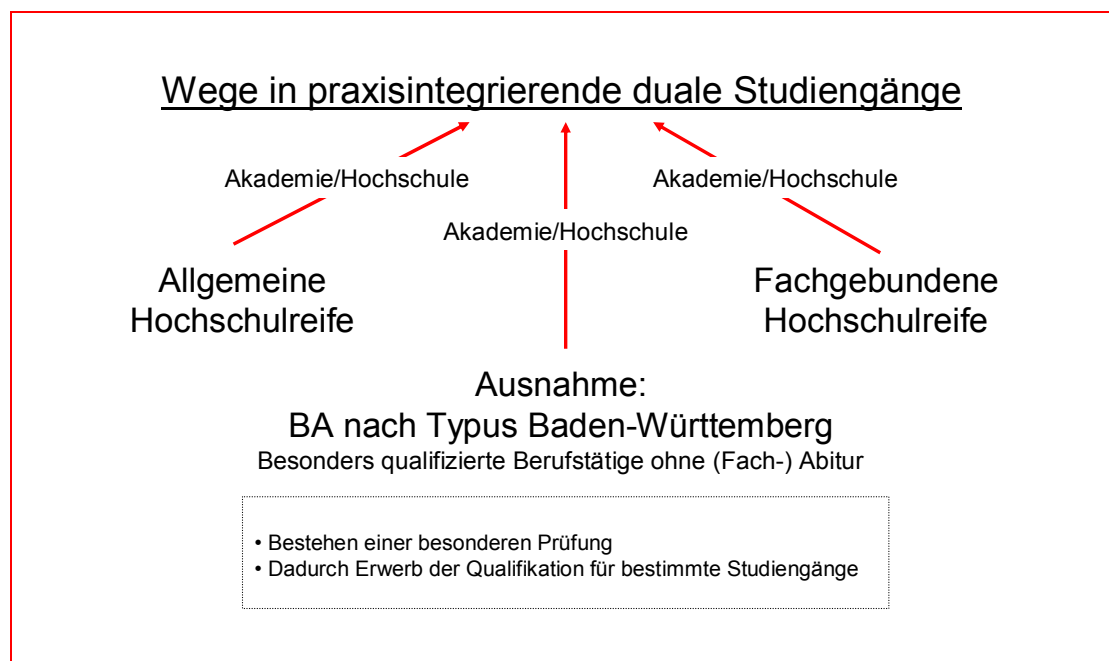 Wege in praxisintegrierende duale Studiengänge
Akademie/Hochschule
Akademie/Hochschule
Akademie/Hochschule
Allgemeine
Hochschulreife
Fachgebundene
Hochschulreife
Ausnahme:
BA nach Typus Baden-Württemberg
Besonders qualifizierte Berufstätige ohne (Fach-) Abitur
• Bestehen einer besonderen Prüfung
• Dadurch Erwerb der Qualifikation für bestimmte Studiengänge